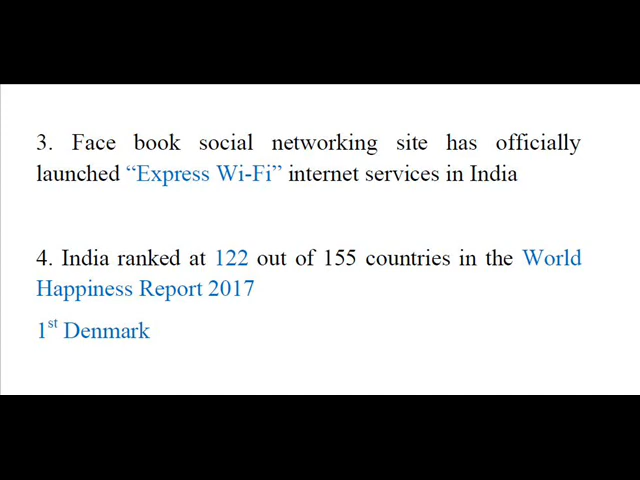 3. Face book social networking site has officially
launched “Express Wi-Fi” internet services in India
4. India ranked at 122 out of 155 countries in the World
Happiness Report 2017
1st Denmark